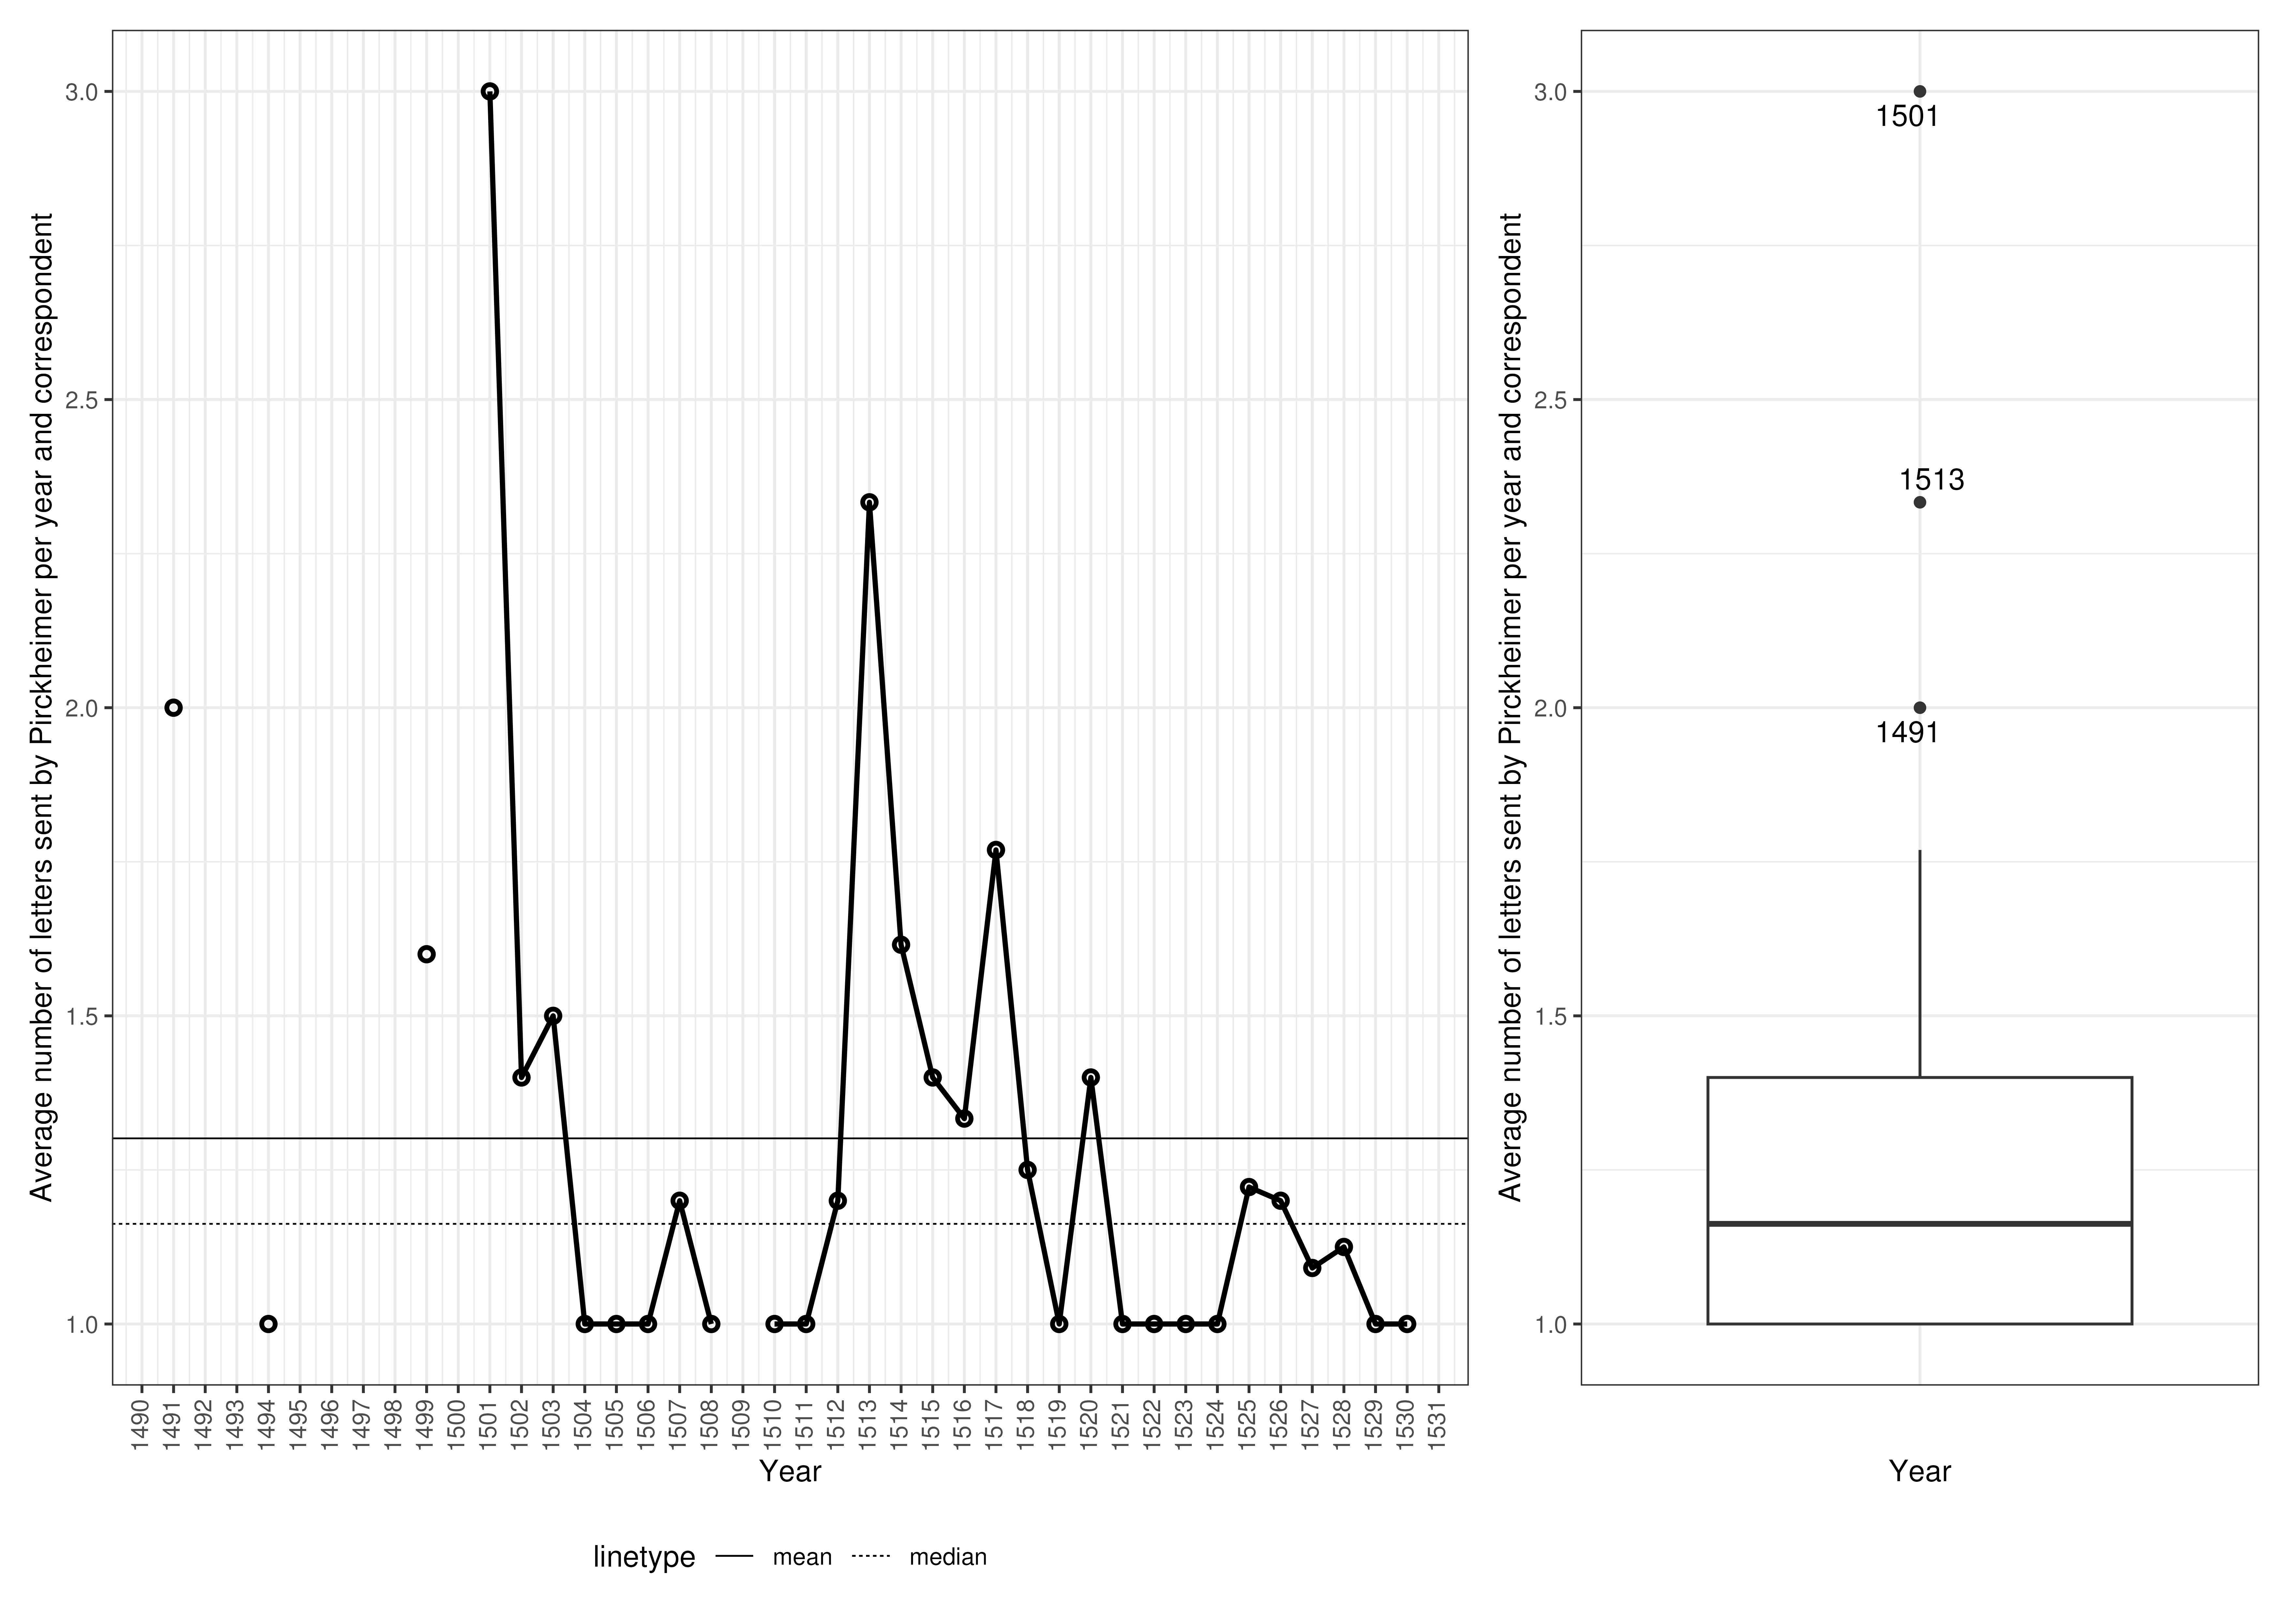 Average number of letters sent by Pirckheimer per year and correspondent
3.0
2.5
2.0
1.5
1.0
1490 1491 1492 1493 1494 1495 1496 1497 1498 1499 1500 1501 1502 1503 1504 1505 1506 1507 1508 1509 1510 1511 1512 1513 1514 1515 1516 1517 1518 1519 1520 1521 1522 1523 1524 1525 1526 1527 1528 1529 1530 1531
Year
linetype mean median
Average number of letters sent by Pirckheimer per year and correspondent
3.0
2.5
2.0
1.5
1.0
1501
1513
1491
Year